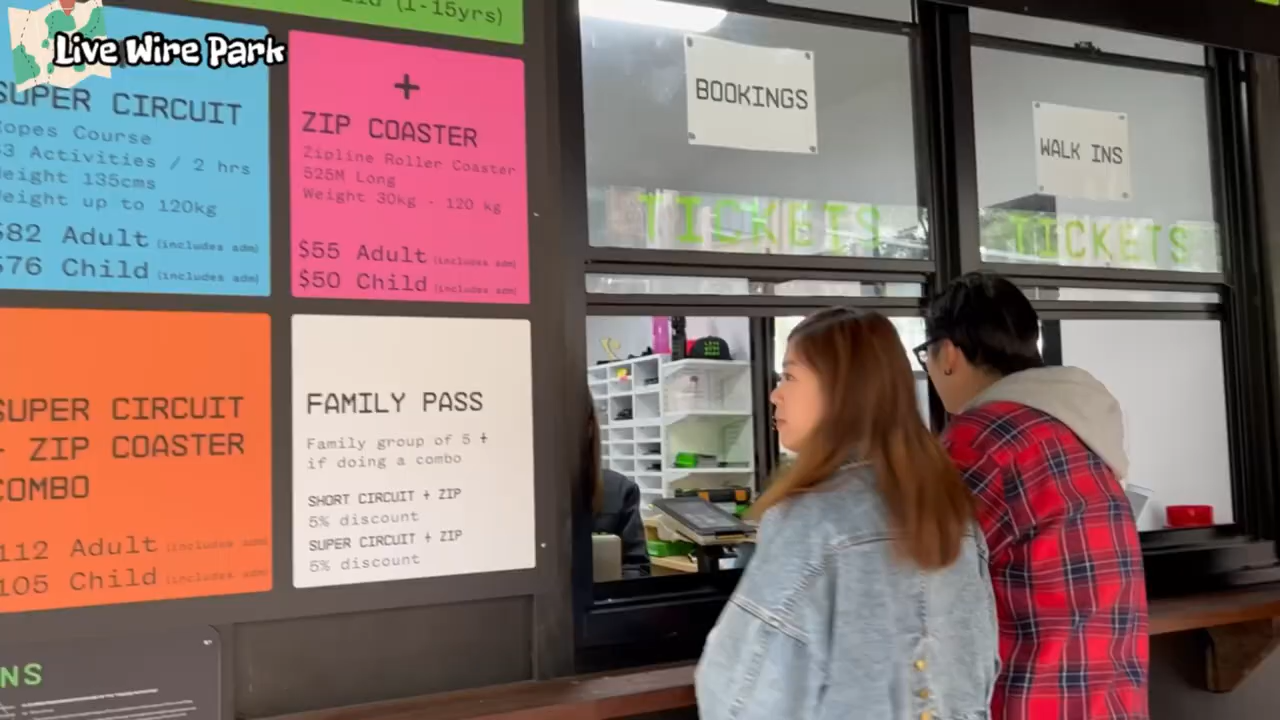 Live Wire Park
(1-15yrs)
SUPER CIRCUIT
Ropes Course
3 Activities / 2 hrs
Height 135cms
Weight up to 120kg
$82 Adult (includes adm)
$76 Child (includes adm)
+
ZIP COASTER
Zipline Roller Coaster
525M Long
Weight 30kg - 120 kg
$55 Adult (includes adm)
$50 Child (includes adm)
SUPER CIRCUIT
+ ZIP COASTER
COMBO
112 Adult (includes adm)
105 Child (includes adm)
FAMILY PASS
Family group of 5 +
if doing a combo
SHORT CIRCUIT + ZIP
5% discount
SUPER CIRCUIT + ZIP
5% discount
NS
BOOKINGS
TICKETS
WALK INS
TICKETS